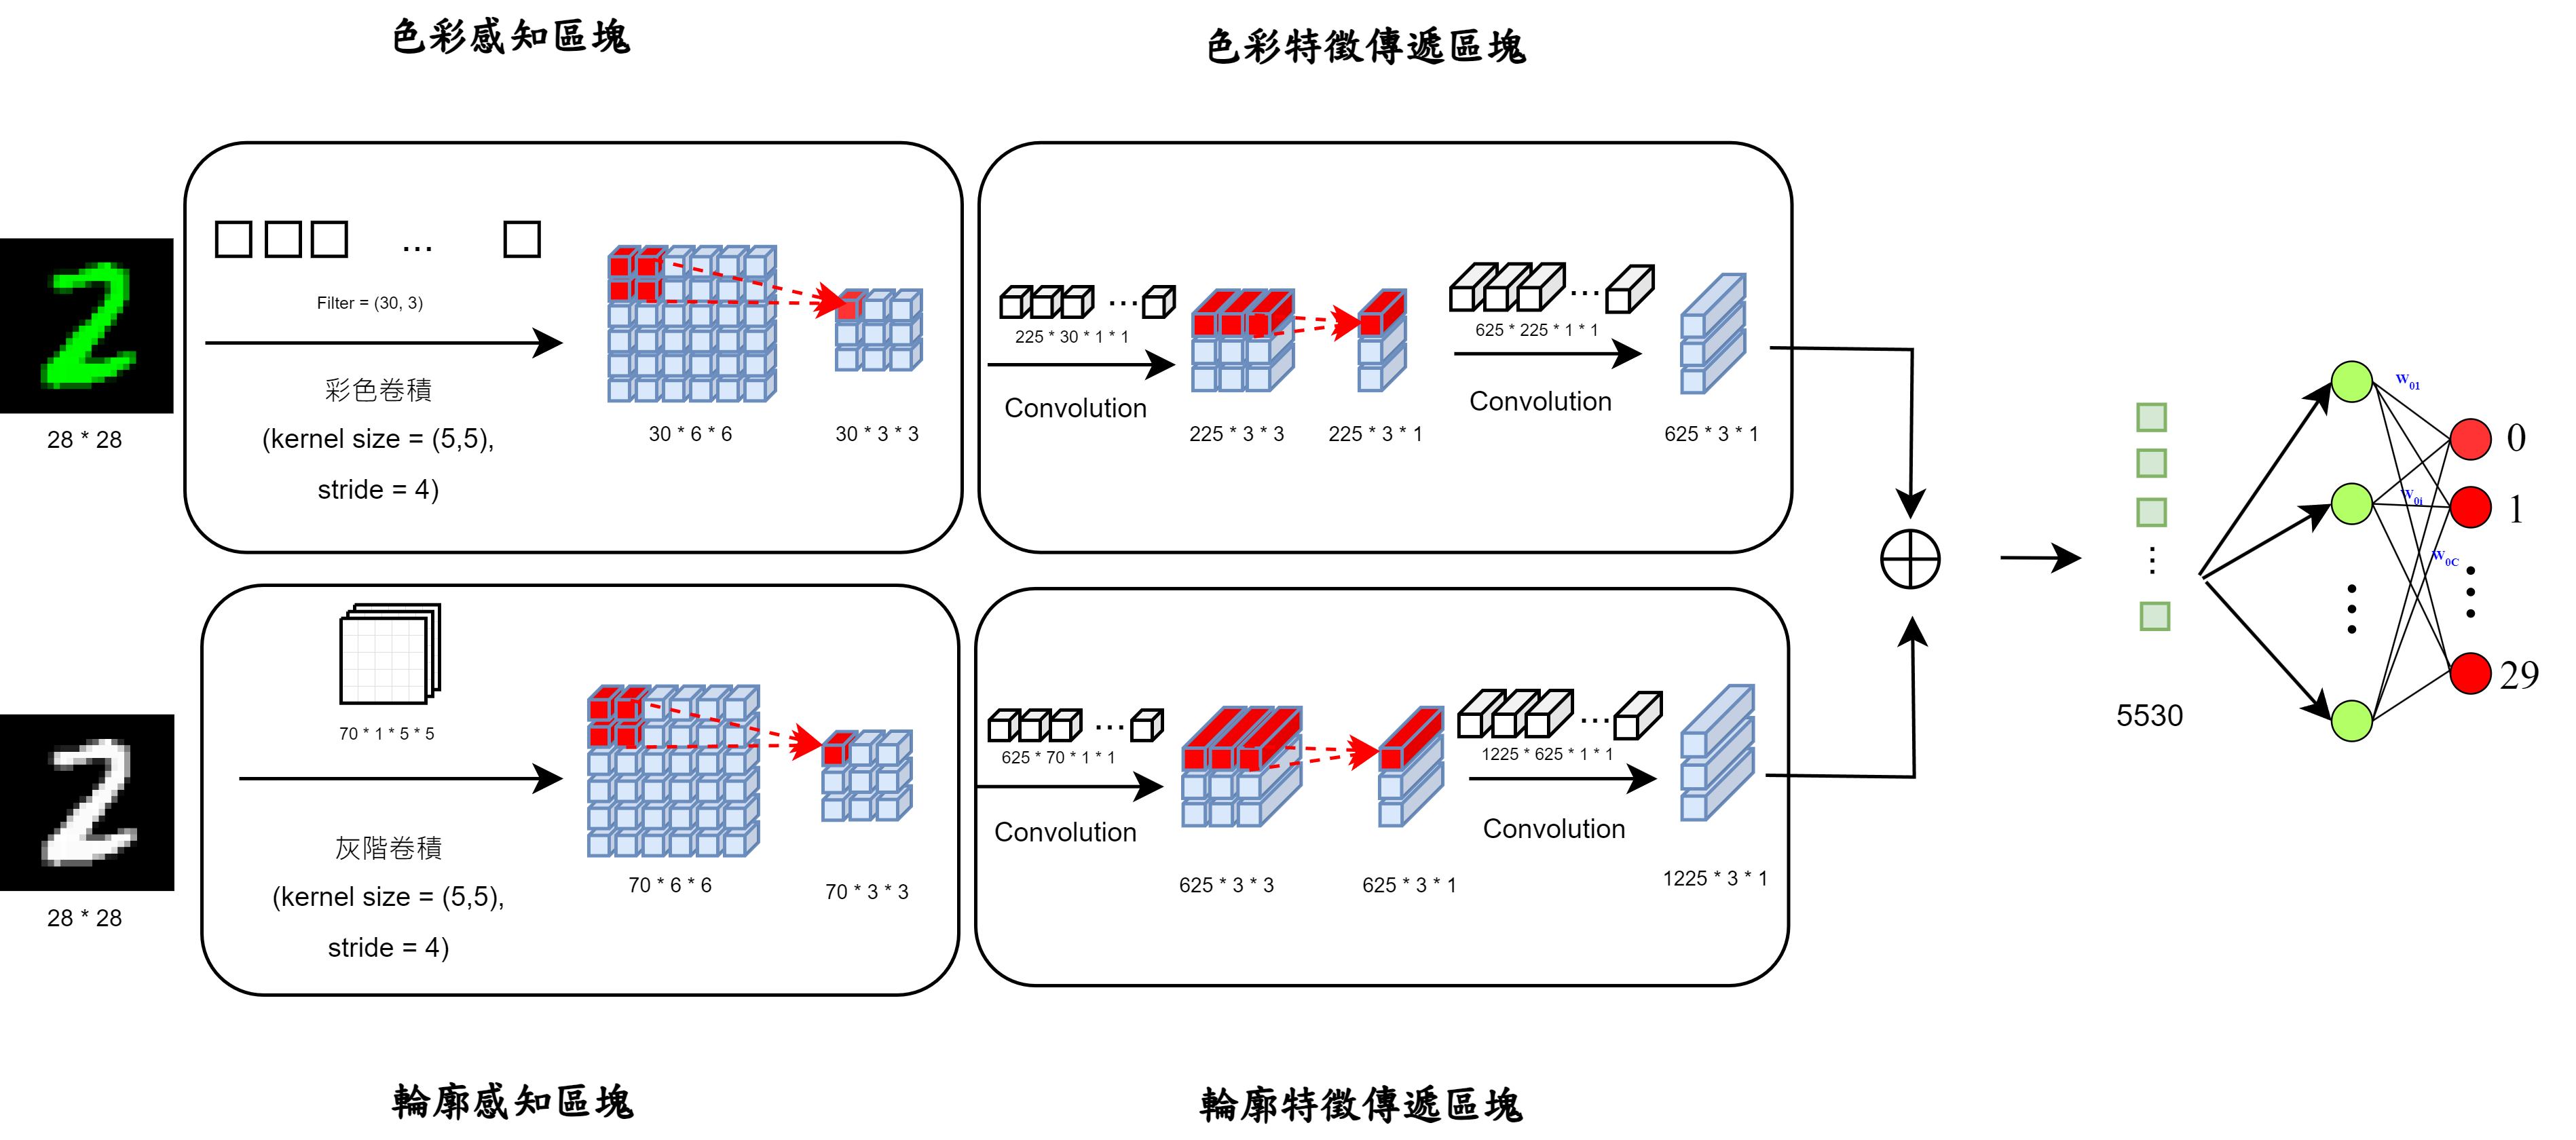 色彩感知區塊
色彩特徵傳遞區塊
...
Filter = (30, 3)
彩色卷積
(kernel size = (5,5),
stride = 4)
28 * 28
30 * 6 * 6
30 * 3 * 3
...
225 * 30 * 1 * 1
Convolution
225 * 3 * 3
225 * 3 * 1
...
625 * 225 * 1 * 1
Convolution
625 * 3 * 1
70 * 1 * 5 * 5
灰階卷積
(kernel size = (5,5),
stride = 4)
28 * 28
70 * 6 * 6
70 * 3 * 3
...
625 * 70 * 1 * 1
Convolution
625 * 3 * 3
625 * 3 * 1
...
1225 * 625 * 1 * 1
Convolution
1225 * 3 * 1
5530
W01
W0i
W0C
0
1
29
輪廓感知區塊
輪廓特徵傳遞區塊